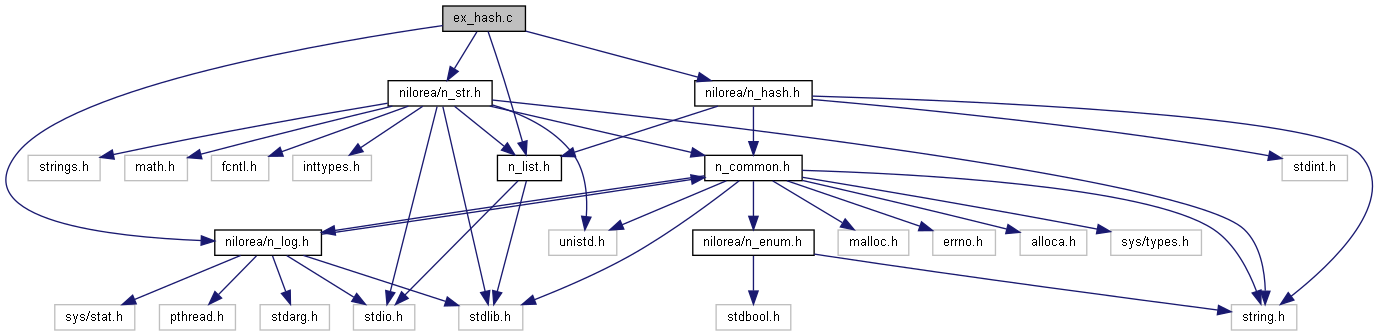 ex_hash.c
nilorea/n_str.h
nilorea/n_hash.h
strings.h
math.h
fcntl.h
inttypes.h
n_list.h
n_common.h
stdint.h
nilorea/n_log.h
unistd.h
nilorea/n_enum.h
malloc.h
errno.h
alloca.h
sys/types.h
sys/stat.h
pthread.h
stdarg.h
stdio.h
stdlib.h
stdbool.h
string.h